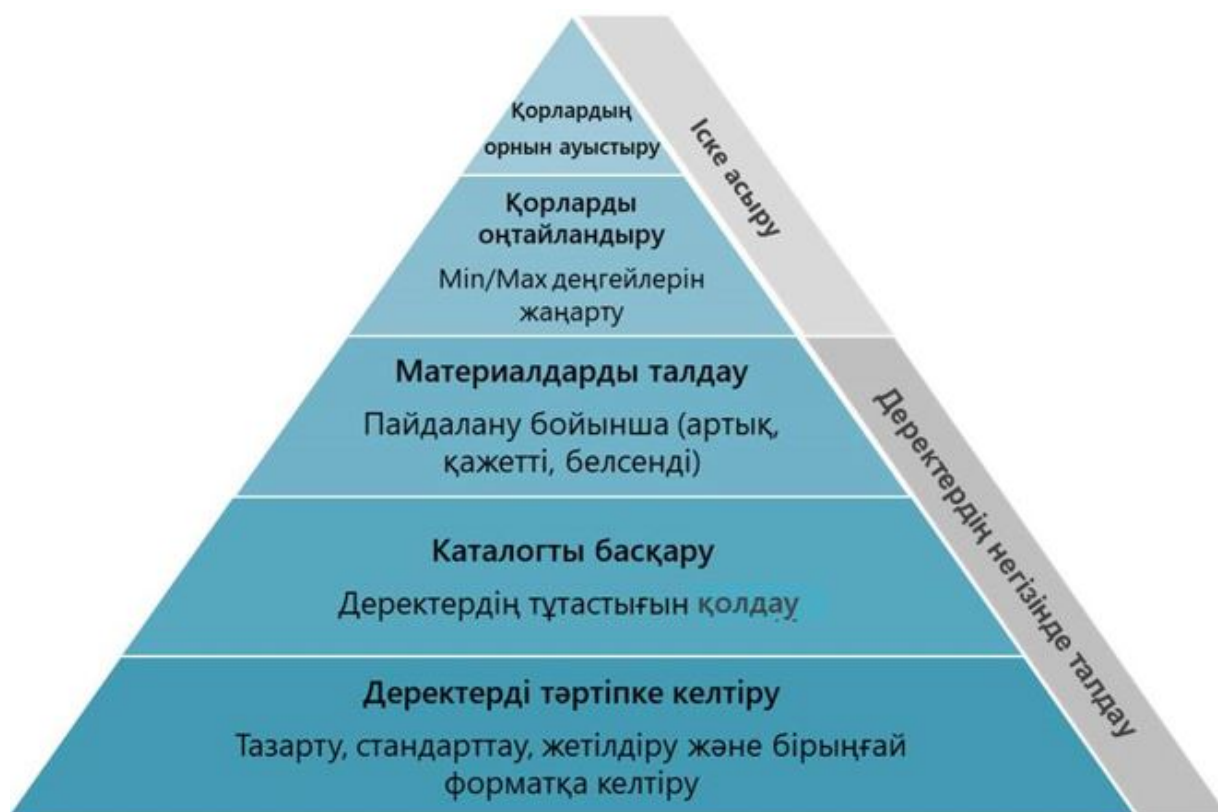 Қорлардың
орнын ауыстыру
Қорларды
оңтайландыру
Min/Max деңгейлерін
жаңарту
Материалдарды талдау
Пайдалану бойынша (артық,
қажетті, белсенді)
Каталогты басқару
Деректердің тұтастығын қолдау
Деректерді тәртіпке келтіру
Тазарту, стандарттау, жетілдіру және бірыңғай
форматқа келтіру
Іске асыру
Деректердің негізінде талдау